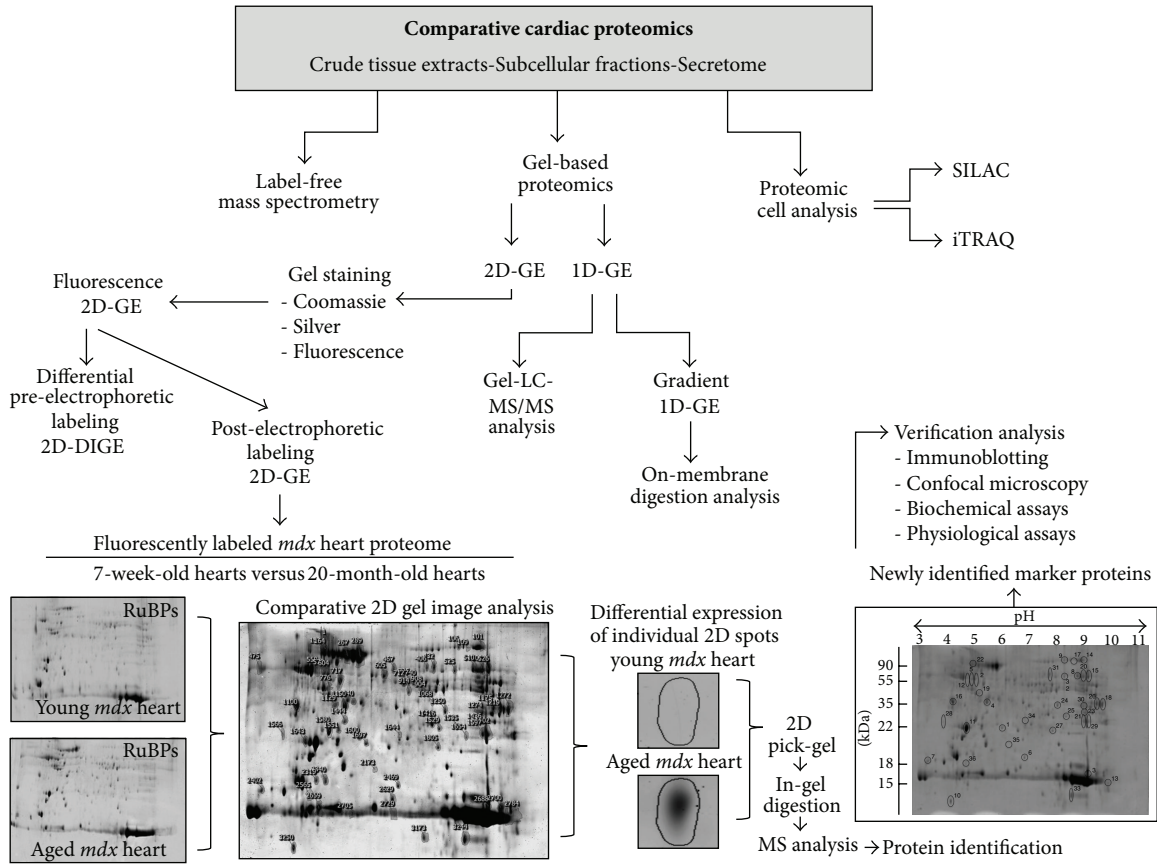 Comparative cardiac proteomics
Crude tissue extracts-Subcellular fractions-Secretome
Label-free
mass spectrometry
Gel-based
proteomics
Proteomic
cell analysis
SILAC
iTRAQ
2D-GE
1D-GE
Gel staining
- Coomassie
- Silver
- Fluorescence
Fluorescence
2D-GE
Differential
pre-electrophoretic
labeling
2D-DIGE
Post-electrophoretic
labeling
2D-GE
Gel-LC-
MS/MS
analysis
Gradient
1D-GE
On-membrane
digestion analysis
Verification analysis
- Immunoblotting
- Confocal microscopy
- Biochemical assays
- Physiological assays
Fluorescently labeled mdx heart proteome
7-week-old hearts versus 20-month-old hearts
RuBPs
Young mdx heart
RuBPs
Aged mdx heart
Comparative 2D gel image analysis
Differential expression
of individual 2D spots
young mdx heart
Aged mdx heart
2D
pick-gel
In-gel
digestion
MS analysis
Protein identification
Newly identified marker proteins
pH
3 4 5 6 7 8 9 10 11
90
55
35
22
18
15
(kDa)